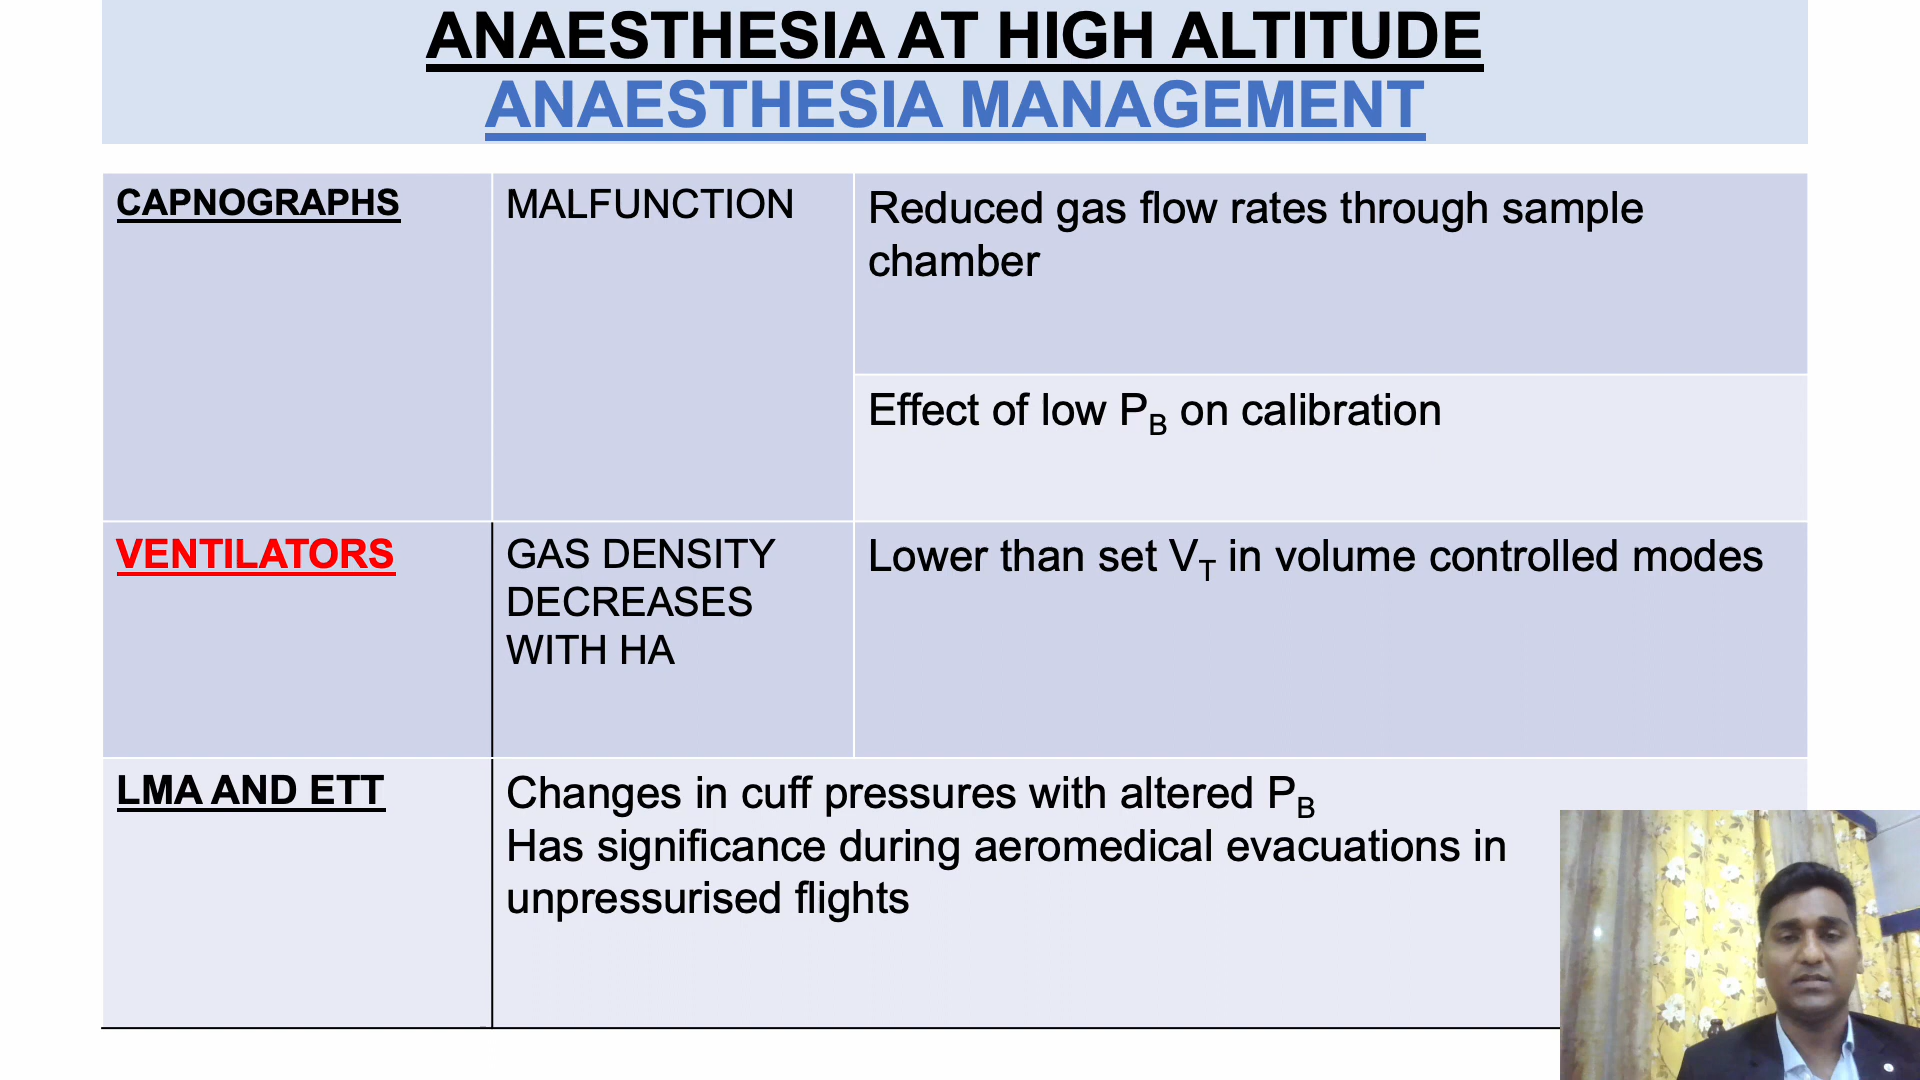 ANAESTHESIA AT HIGH ALTITUDE
ANAESTHESIA MANAGEMENT
CAPNOGRAPHS
MALFUNCTION
Reduced gas flow rates through sample
chamber
Effect of low PB on calibration
VENTILATORS
GAS DENSITY
DECREASES
WITH HA
Lower than set VT in volume controlled modes
LMA AND ETT
Changes in cuff pressures with altered PB
Has significance during aeromedical evacuations in
unpressurised flights